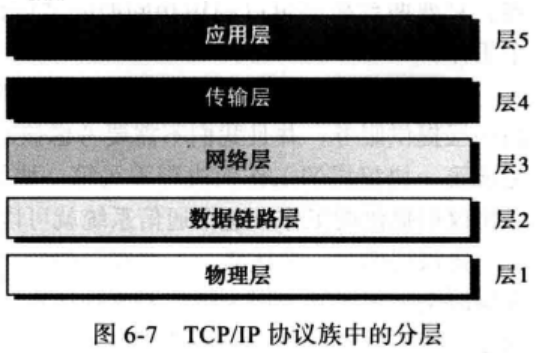 应用层 层5
传输层 层4
网络层 层3
数据链路层 层2
物理层 层1
图 6-7 TCP/IP 协议族中的分层